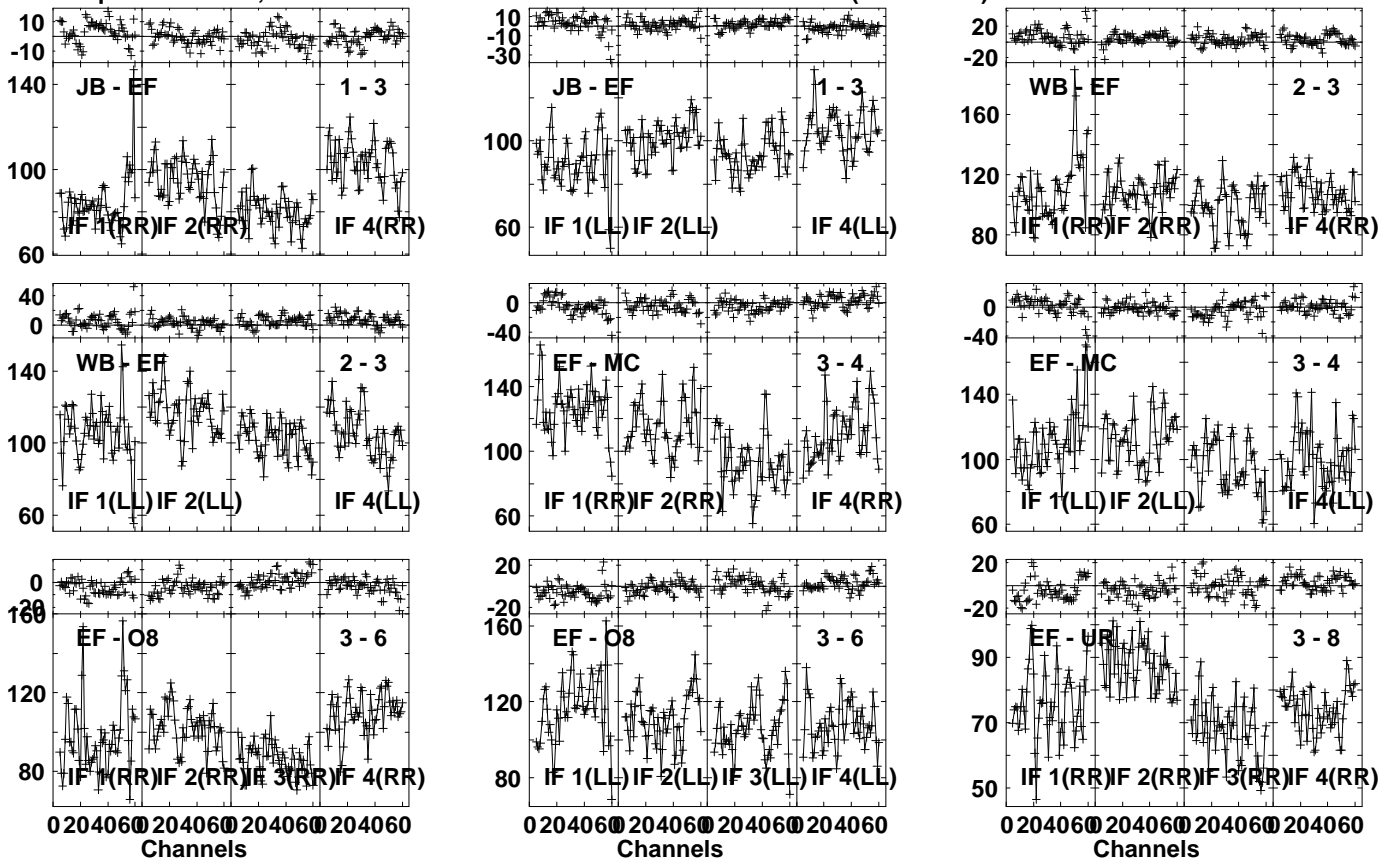 10 0 -10
10 0 -10 -30
20 0 -20
JB - EF 1 - 3
JB - EF 1 - 3
WB - EF 2 - 3
140 100 60
100 60
160 120 80
IF 1(RR) IF 2(RR) IF 4(RR)
IF 1(LL) IF 2(LL) IF 4(LL)
IF 1(RR) IF 2(RR) IF 4(RR)
40 0
0 -40
0 -40
WB - EF 2 - 3
EF - MC 3 - 4
EF - MC 3 - 4
140 100 60
140 100 60
140 100 60
IF 1(LL) IF 2(LL) IF 4(LL)
IF 1(RR) IF 2(RR) IF 4(RR)
IF 1(LL) IF 2(LL) IF 4(LL)
0 -20
20 0 -20
20 0 -20
EF - O8 3 - 6
EF - O8 3 - 6
EF - UR 3 - 8
160 120 80
160 120 80
90 70 50
IF 1(RR) IF 2(RR) IF 3(RR) IF 4(RR)
IF 1(LL) IF 2(LL) IF 3(LL) IF 4(LL)
IF 1(RR) IF 2(RR) IF 3(RR) IF 4(RR)
0 20 40 60 0 20 40 60 0 20 40 60 0 20 40 60
0 20 40 60 0 20 40 60 0 20 40 60 0 20 40 60
0 20 40 60 0 20 40 60 0 20 40 60 0 20 40 60
Channels
Channels
Channels